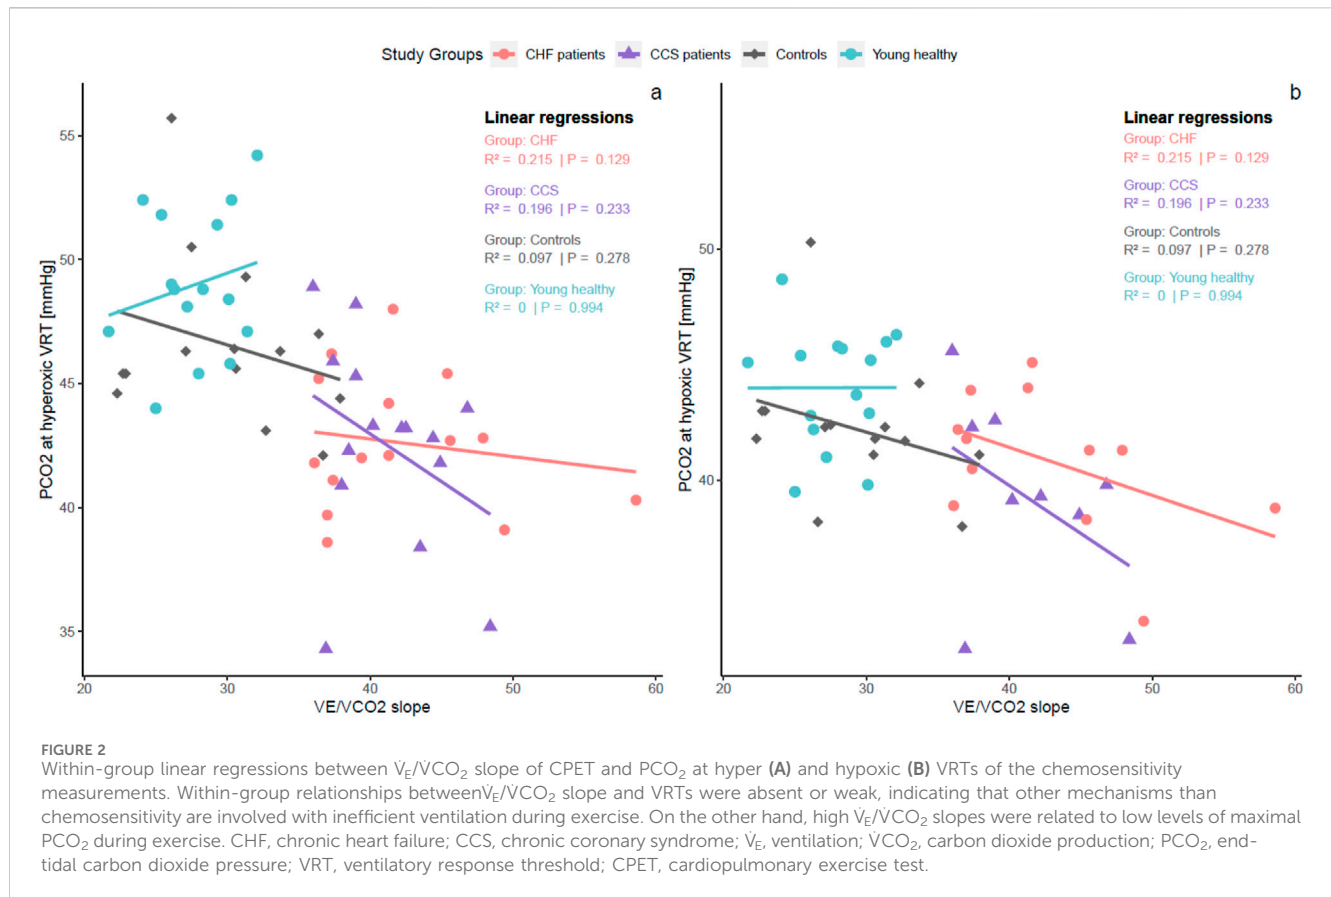 Study Groups CHF patients CCS patients Controls Young healthy
a
Linear regressions
Group: CHF
R² = 0.215 | P = 0.129
Group: CCS
R² = 0.196 | P = 0.233
Group: Controls
R² = 0.097 | P = 0.278
Group: Young healthy
R² = 0 | P = 0.994
PCO2 at hyperoxic VRT [mmHg]
55
50
45
40
35
20 30 40 50 60
V̇E/V̇CO2 slope
b
Linear regressions
Group: CHF
R² = 0.215 | P = 0.129
Group: CCS
R² = 0.196 | P = 0.233
Group: Controls
R² = 0.097 | P = 0.278
Group: Young healthy
R² = 0 | P = 0.994
PCO2 at hypoxic VRT [mmHg]
50
40
20 30 40 50 60
V̇E/V̇CO2 slope
FIGURE 2
Within-group linear regressions between V̇E/V̇CO₂ slope of CPET and PCO₂ at hyper (A) and hypoxic (B) VRTs of the chemosensitivity
measurements. Within-group relationships betweenV̇E/V̇CO₂ slope and VRTs were absent or weak, indicating that other mechanisms than
chemosensitivity are involved with inefficient ventilation during exercise. On the other hand, high V̇E/V̇CO₂ slopes were related to low levels of maximal
PCO₂ during exercise. CHF, chronic heart failure; CCS, chronic coronary syndrome; V̇E, ventilation; V̇CO₂, carbon dioxide production; PCO₂, end-
tidal carbon dioxide pressure; VRT, ventilatory response threshold; CPET, cardiopulmonary exercise test.